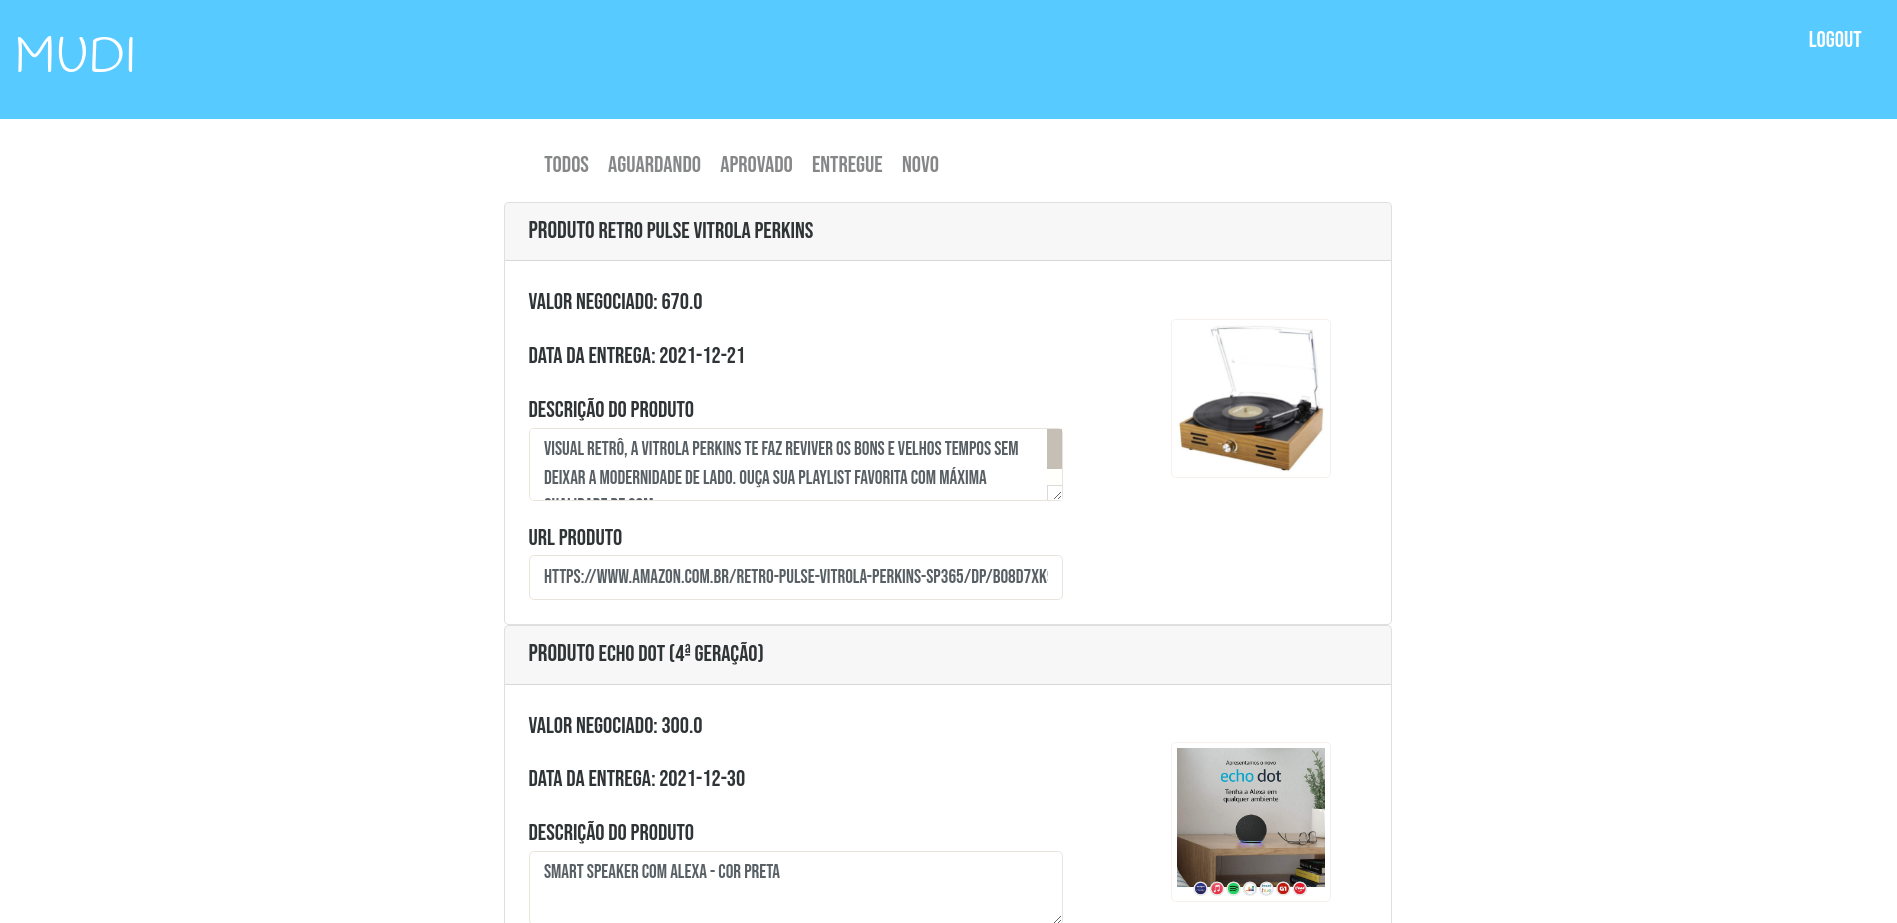 MUDI
LOGOUT
TODOS AGUARDANDO APROVADO ENTREGUE NOVO
PRODUTO RETRO PULSE VITROLA PERKINS
VALOR NEGOCIADO: 670.0
DATA DA ENTREGA: 2021-12-21
DESCRIÇÃO DO PRODUTO
VISUAL RETRÔ, A VITROLA PERKINS TE FAZ REVIVER OS BONS E VELHOS TEMPOS SEM
DEIXAR A MODERNIDADE DE LADO. OUÇA SUA PLAYLIST FAVORITA COM MÁXIMA
URL PRODUTO
HTTPS://WWW.AMAZON.COM.BR/RETRO-PULSE-VITROLA-PERKINS-SP365/DP/B08D7XK
PRODUTO ECHO DOT (4ª GERAÇÃO)
VALOR NEGOCIADO: 300.0
DATA DA ENTREGA: 2021-12-30
Apresentamos o novo
echo dot
Tenha a Alexa em
qualquer ambiente
DESCRIÇÃO DO PRODUTO
SMART SPEAKER COM ALEXA - COR PRETA